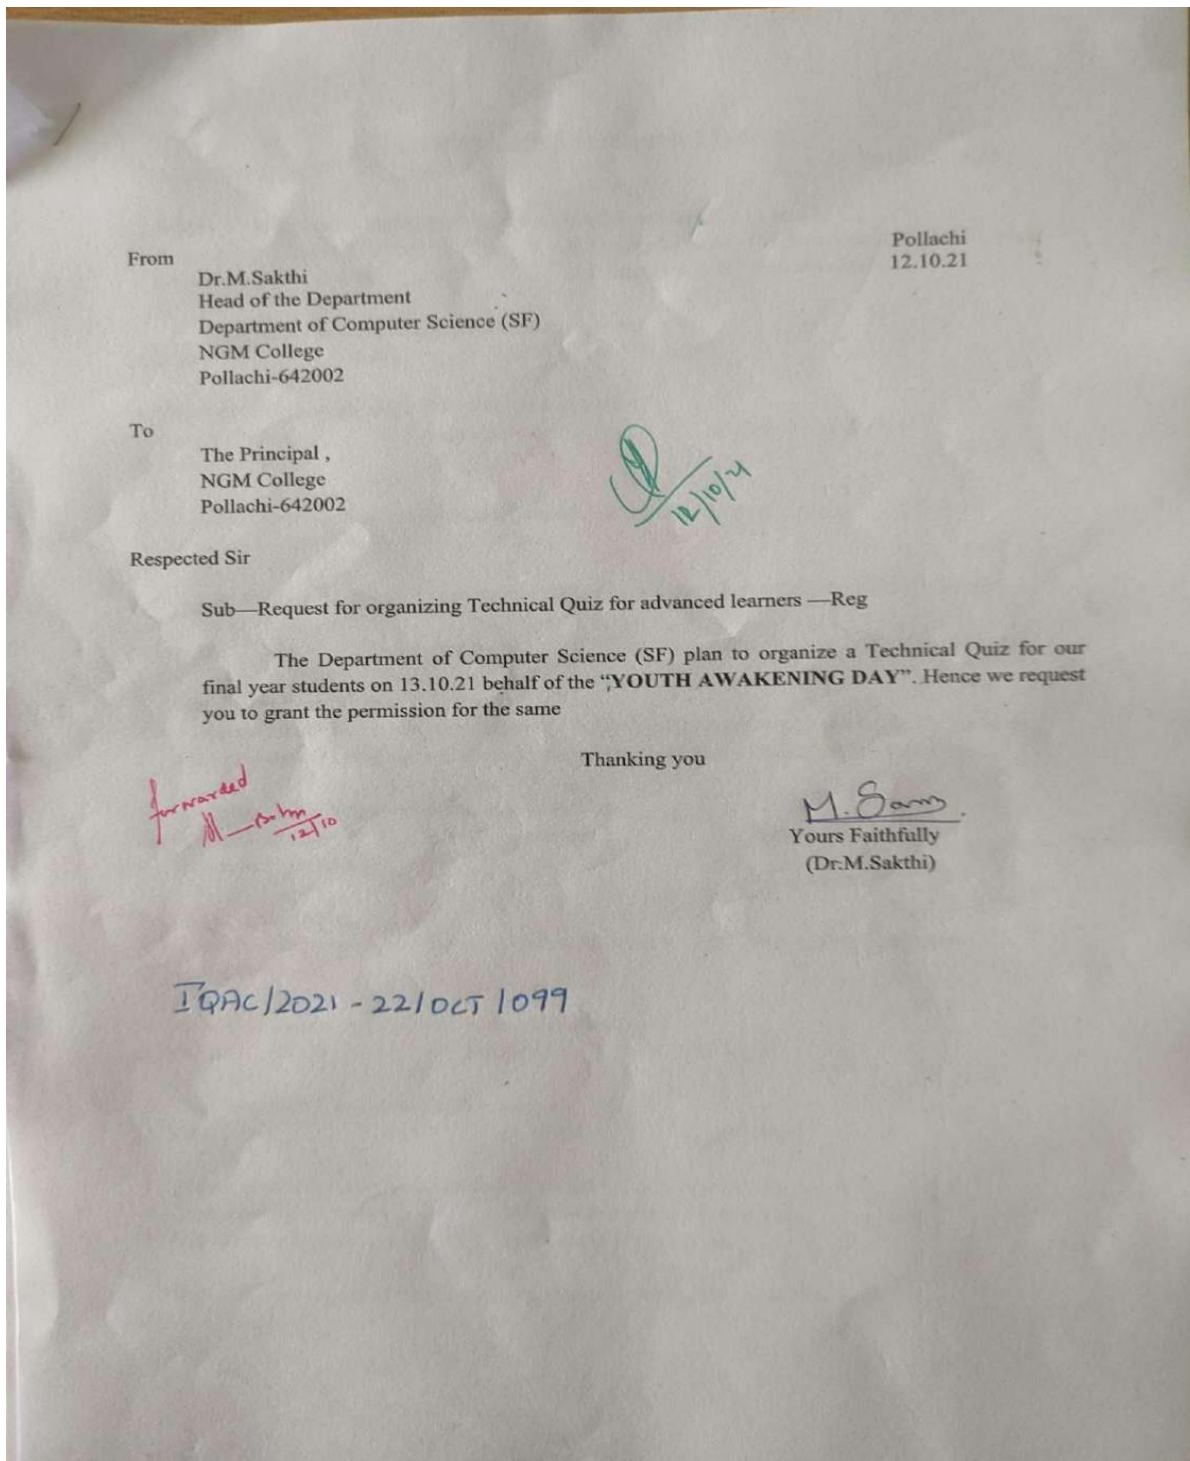 Pollachi
12.10.21
From
Dr.M.Sakthi
Head of the Department
Department of Computer Science (SF)
NGM College
Pollachi-642002
To
The Principal ,
NGM College
Pollachi-642002
12/10/21
Respected Sir
Sub—Request for organizing Technical Quiz for advanced learners —Reg
The Department of Computer Science (SF) plan to organize a Technical Quiz for our
final year students on 13.10.21 behalf of the “YOUTH AWAKENING DAY”. Hence we request
you to grant the permission for the same
Thanking you
forwarded
12/10
M.
Yours Faithfully
(Dr.M.Sakthi)
IQAC/2021-22/OCT/099